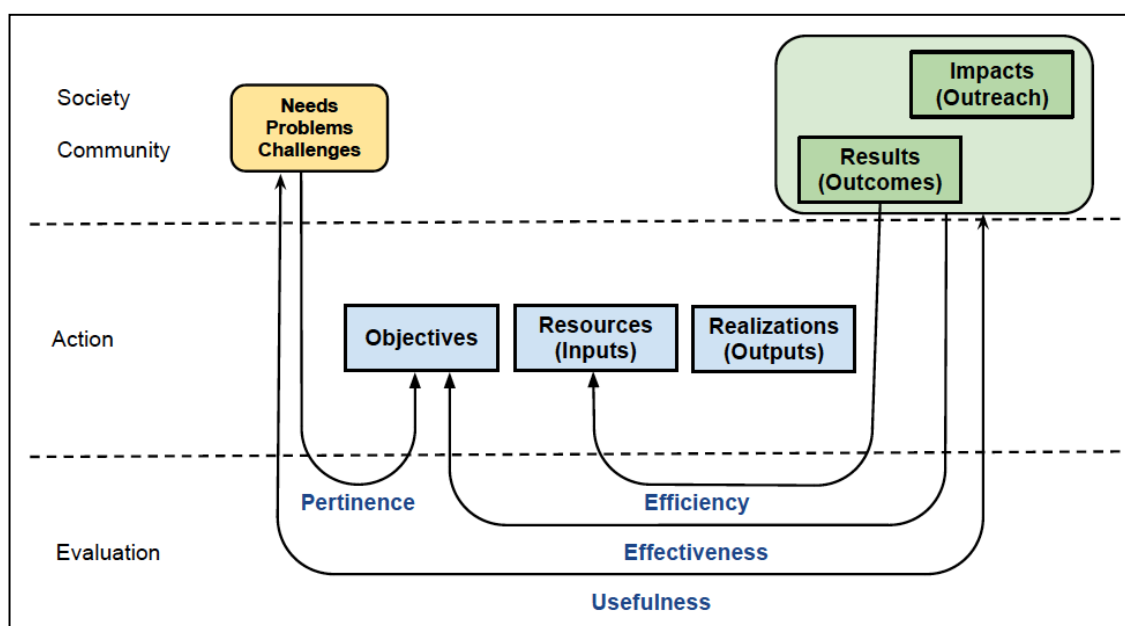 Society
Community
Needs
Problems
Challenges
Impacts
(Outreach)
Results
(Outcomes)
Action
Objectives
Resources
(Inputs)
Realizations
(Outputs)
Evaluation
Pertinence
Efficiency
Effectiveness
Usefulness